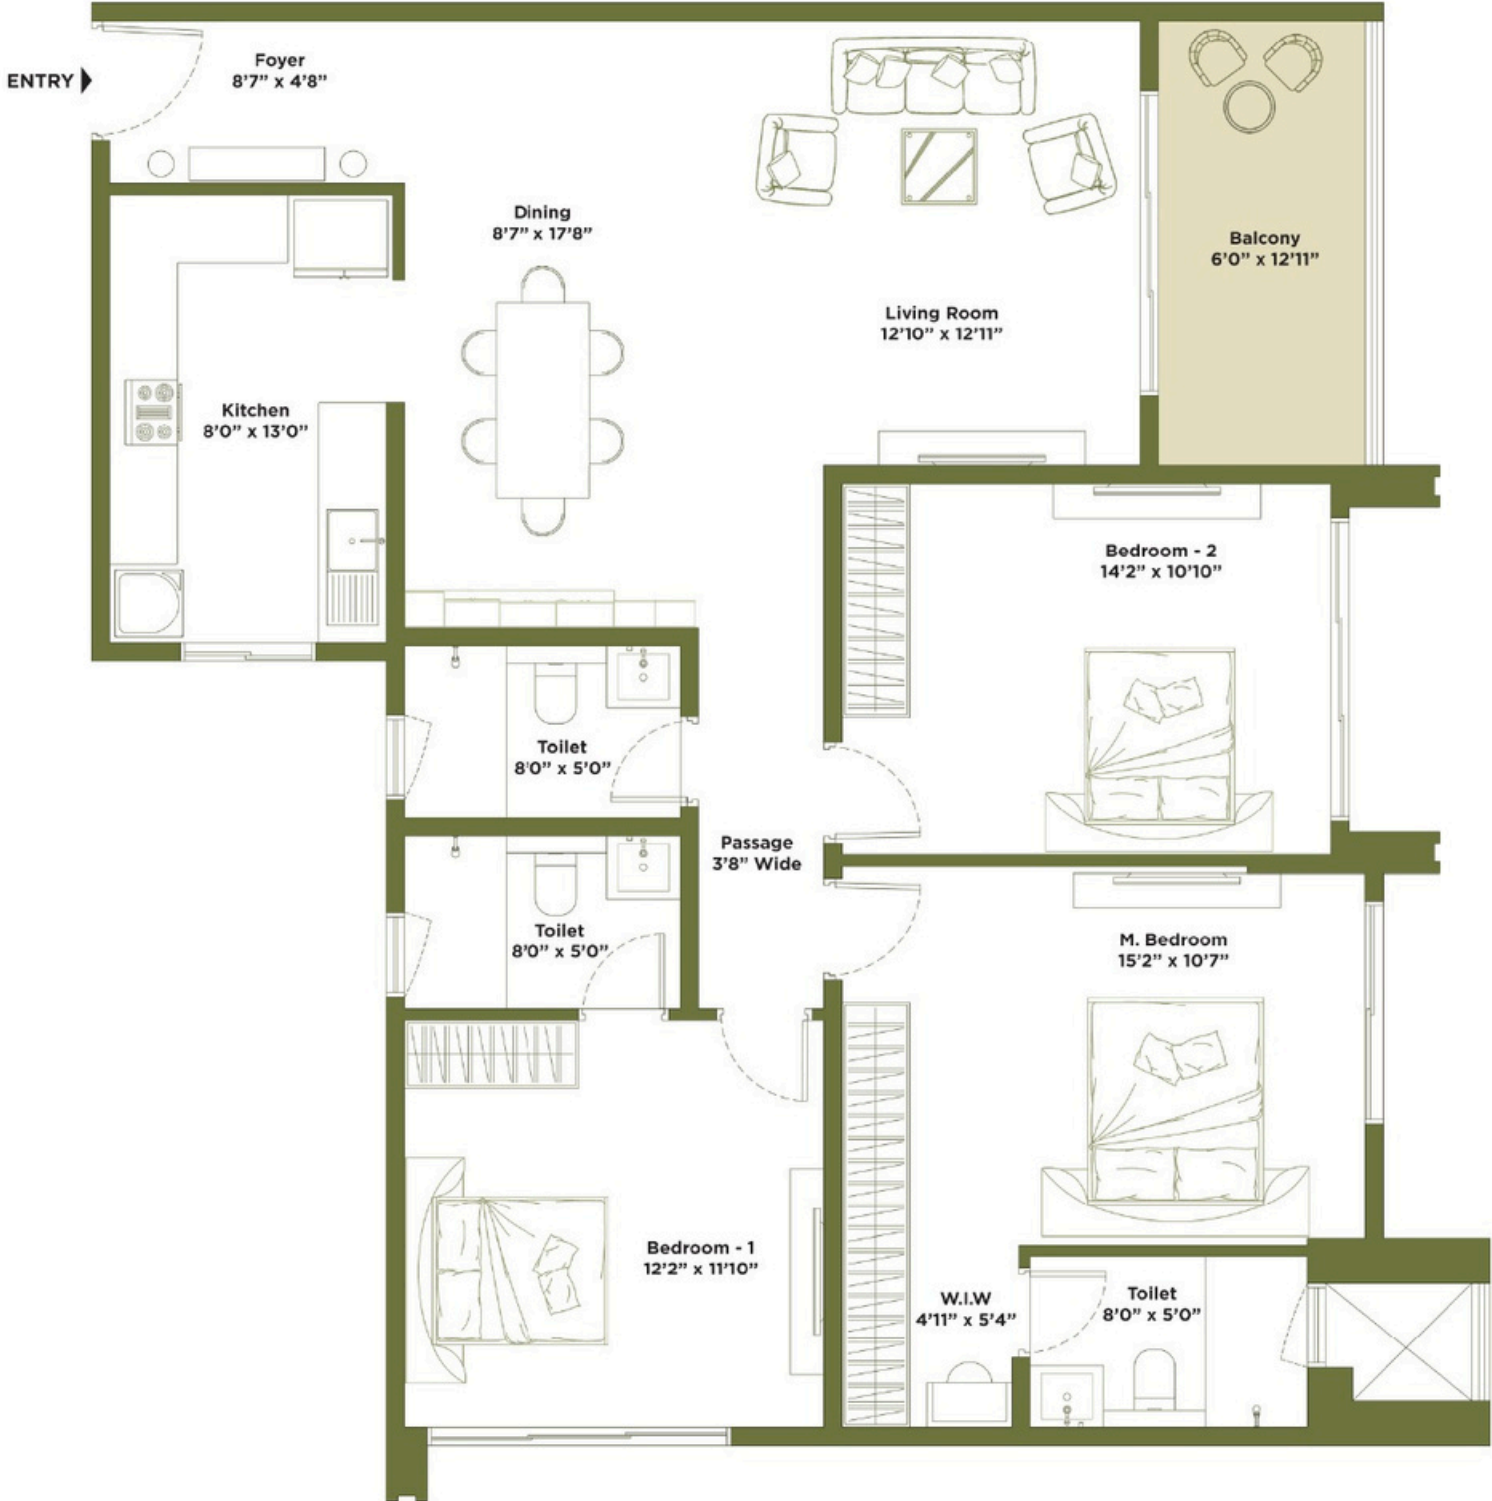 Foyer
8'7" x 4'8"
ENTRY
Dining
8'7" x 17'8"
Balcony
6'0" x 12'11"
Living Room
12'10" x 12'11"
Kitchen
8'0" x 13'0"
Bedroom - 2
14'2" x 10'10"
Toilet
8'0" x 5'0"
Passage
3'8" Wide
Toilet
8'0" x 5'0"
M. Bedroom
15'2" x 10'7"
Bedroom - 1
12'2" x 11'10"
W.I.W
4'11" x 5'4"
Toilet
8'0" x 5'0"